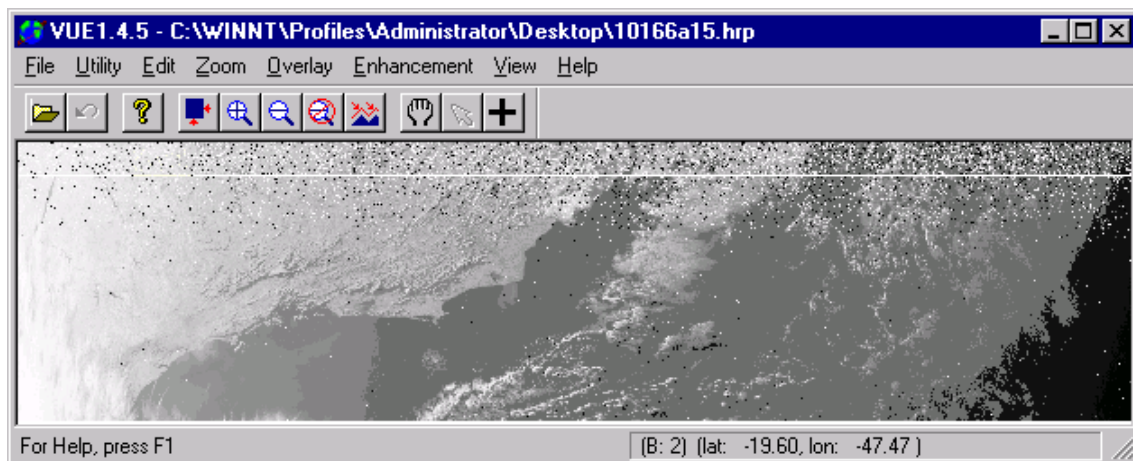 VUE1.4.5 - C:\WINNT\Profiles\Administrator\Desktop\10166a15.hrp
File Utility Edit Zoom Overlay Enhancement View Help
For Help, press F1 (B: 2) (lat: -19.60, lon: -47.47 )